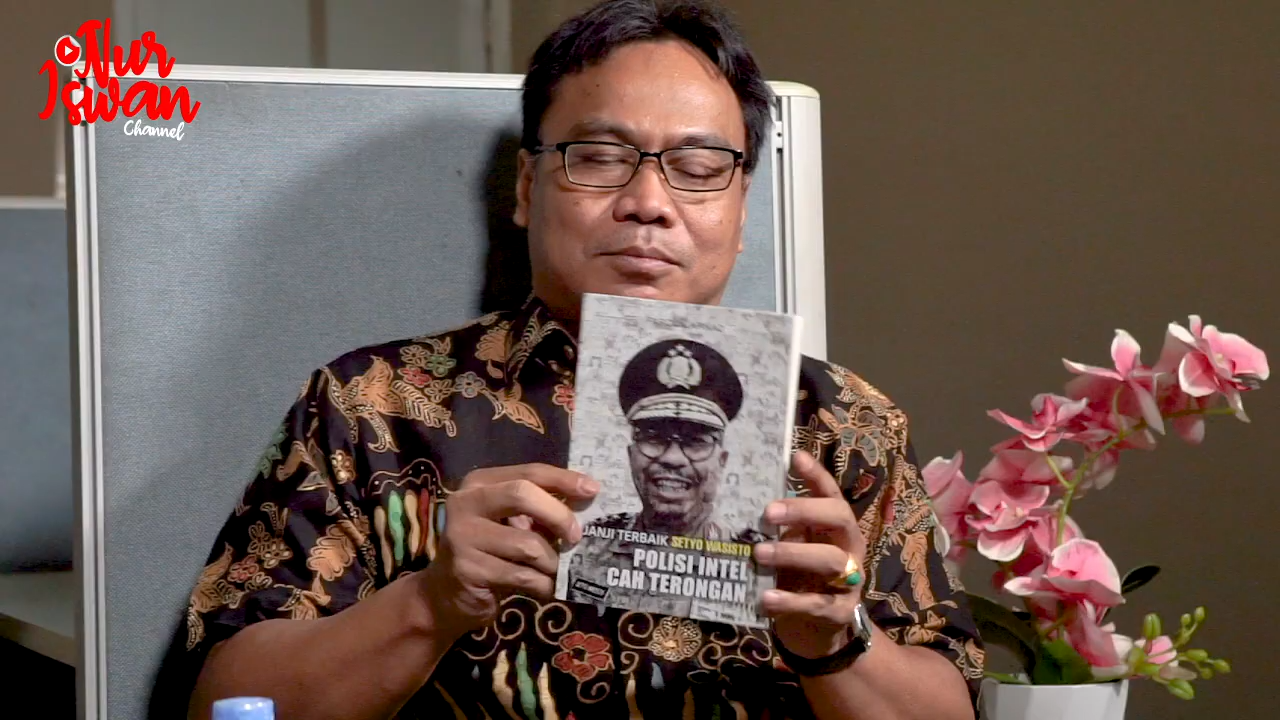 Nur
Iswan
Channel
JANJI TERBAIK SETYO WASISTO
POLISI INTEL
CAH TERONGAN